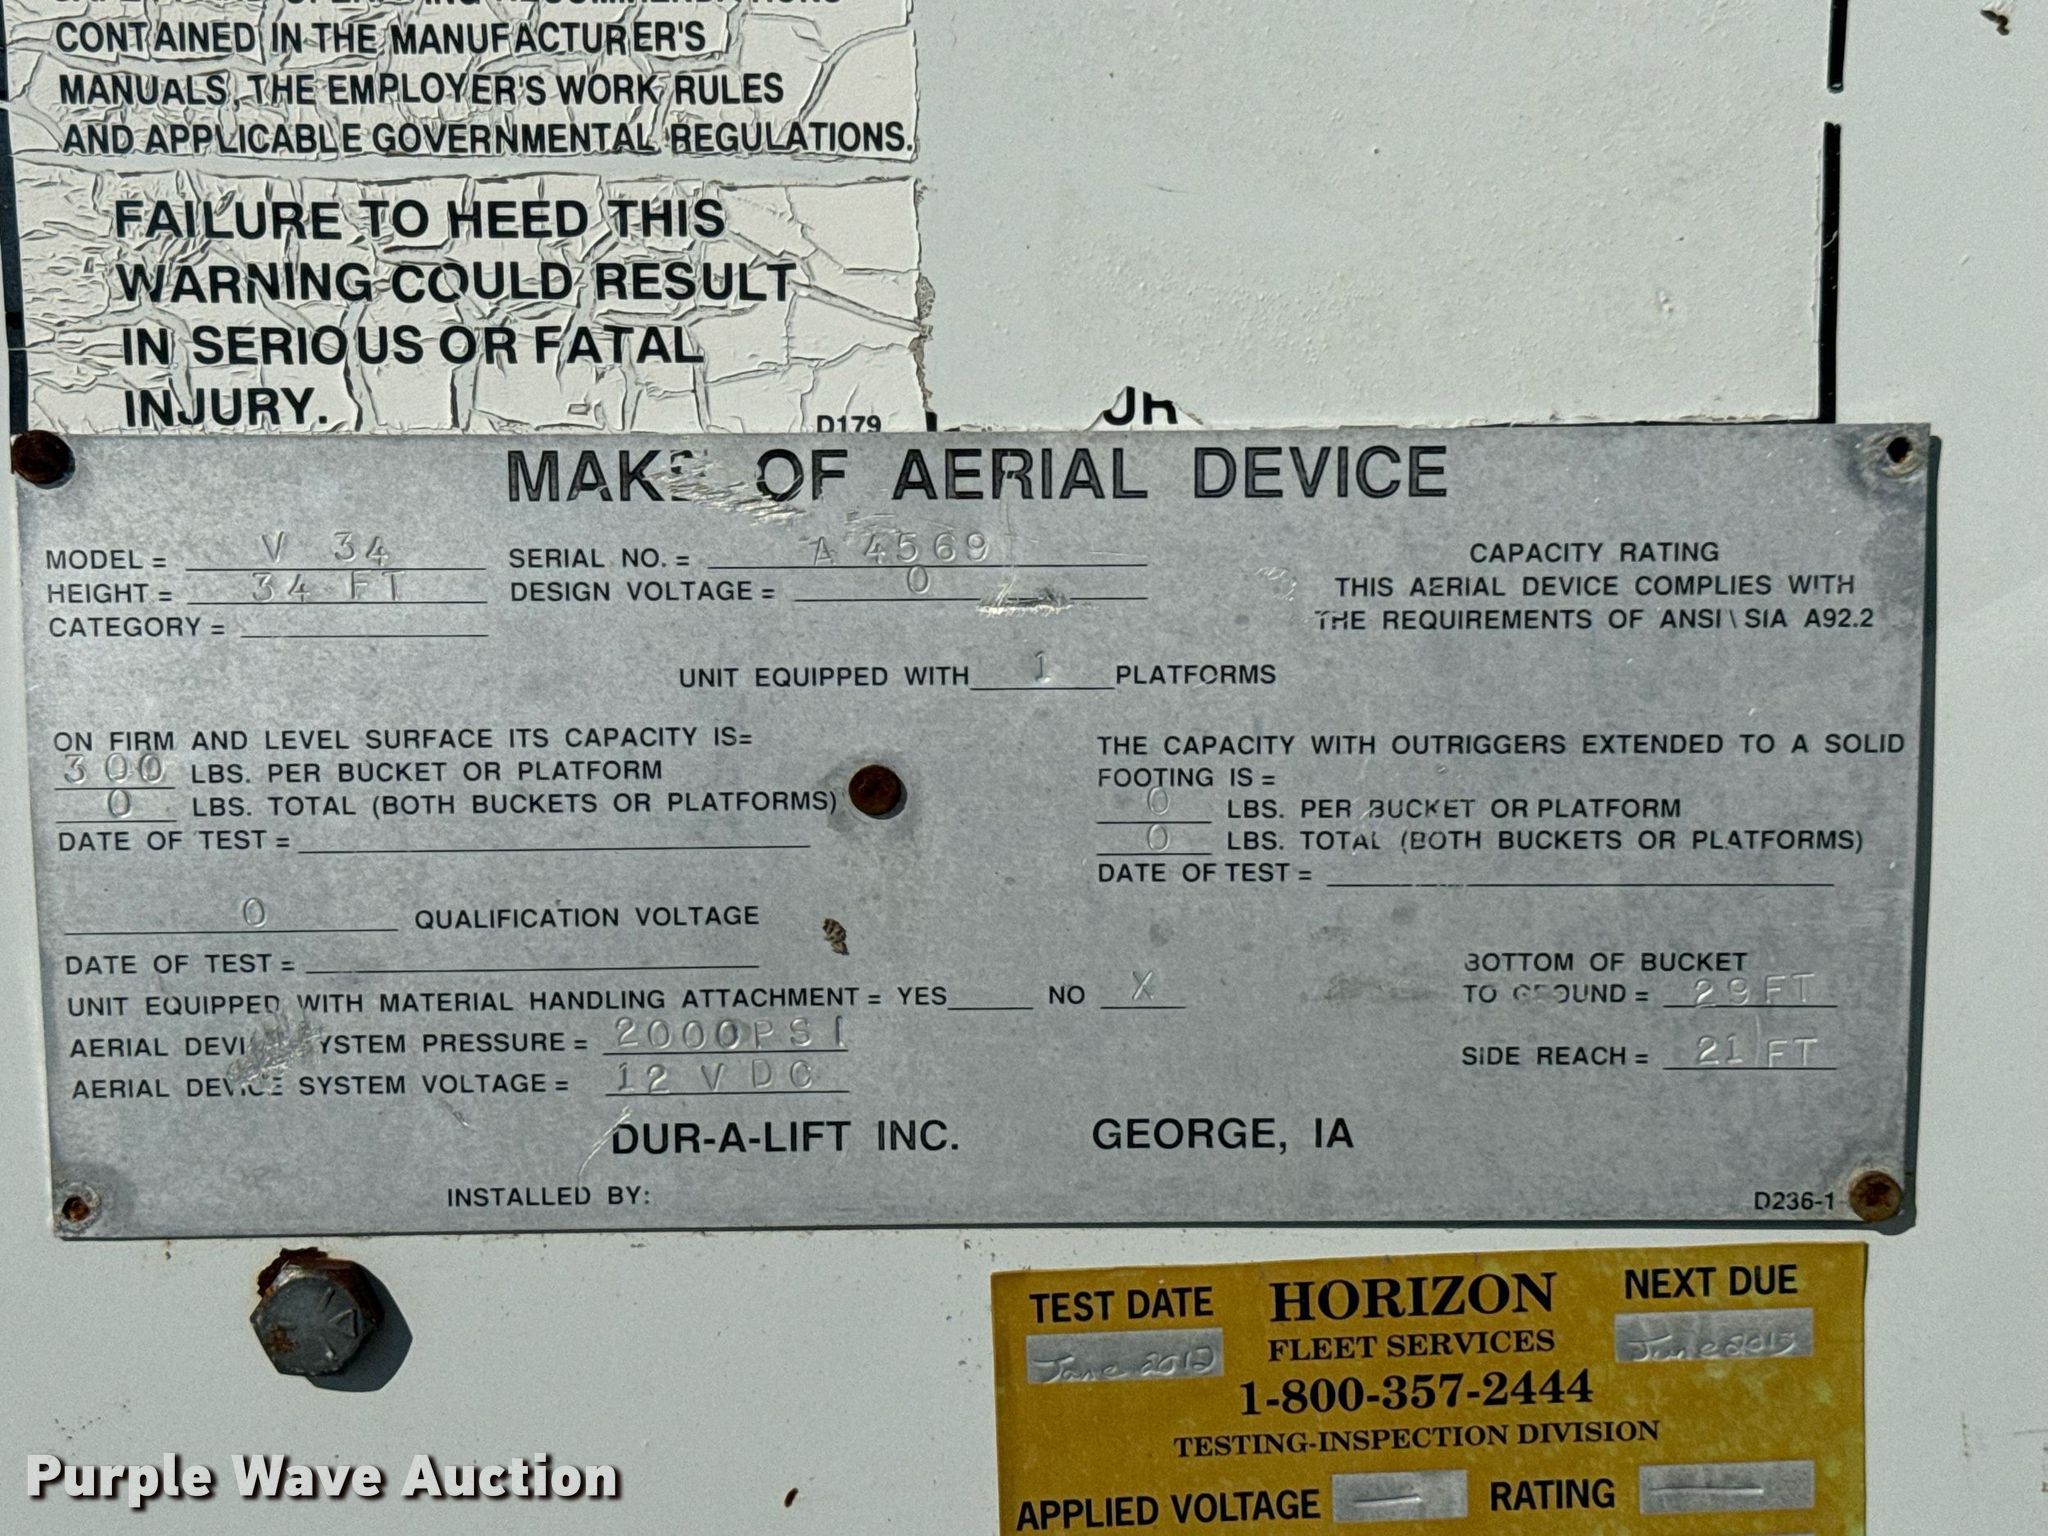 CONTAINED IN THE MANUFACTURER'S
MANUALS, THE EMPLOYER'S WORK RULES
AND APPLICABLE GOVERNMENTAL REGULATIONS.
FAILURE TO HEED THIS
WARNING COULD RESULT
IN SERIOUS OR FATAL
INJURY.
D179
MAKE OF AERIAL DEVICE
MODEL = V 34 SERIAL NO. = A 4569
HEIGHT = 34 FT DESIGN VOLTAGE = 0
CATEGORY =
CAPACITY RATING
THIS AERIAL DEVICE COMPLIES WITH
THE REQUIREMENTS OF ANSI \ SIA A92.2
UNIT EQUIPPED WITH 1 PLATFORMS
ON FIRM AND LEVEL SURFACE ITS CAPACITY IS=
300 LBS. PER BUCKET OR PLATFORM
0 LBS. TOTAL (BOTH BUCKETS OR PLATFORMS)
DATE OF TEST =
THE CAPACITY WITH OUTRIGGERS EXTENDED TO A SOLID
FOOTING IS =
0 LBS. PER BUCKET OR PLATFORM
0 LBS. TOTAL (BOTH BUCKETS OR PLATFORMS)
DATE OF TEST =
0 QUALIFICATION VOLTAGE
DATE OF TEST =
UNIT EQUIPPED WITH MATERIAL HANDLING ATTACHMENT = YES NO X
AERIAL DEVICE SYSTEM PRESSURE = 2000PSI
AERIAL DEVICE SYSTEM VOLTAGE = 12 VDC
BOTTOM OF BUCKET
TO GROUND = 29 FT
SIDE REACH = 21 FT
DUR-A-LIFT INC. GEORGE, IA
INSTALLED BY:
D236-1
TEST DATE HORIZON NEXT DUE
June 2012 FLEET SERVICES June 2013
1-800-357-2444
TESTING-INSPECTION DIVISION
APPLIED VOLTAGE — RATING —
Purple Wave Auction